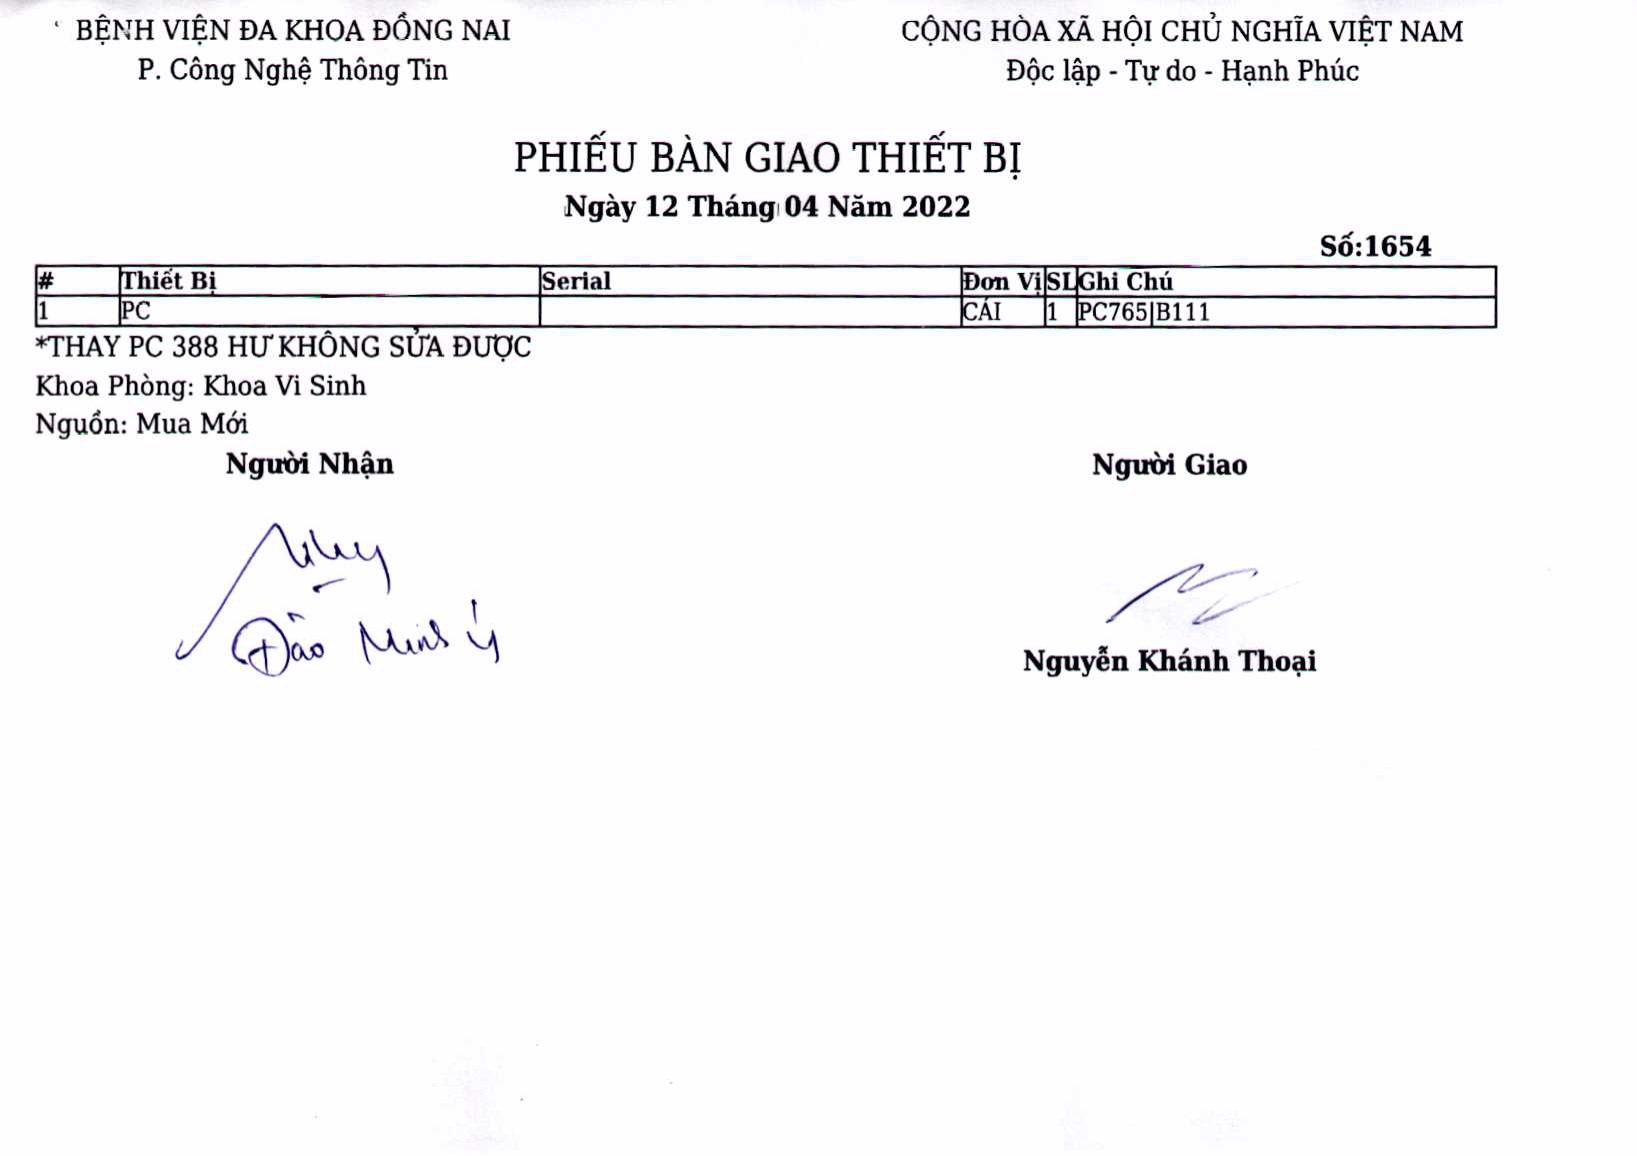 BỆNH VIỆN ĐA KHOA ĐỒNG NAI
P. Công Nghệ Thông Tin
CỘNG HÒA XÃ HỘI CHỦ NGHĨA VIỆT NAM
Độc lập - Tự do - Hạnh Phúc
PHIẾU BÀN GIAO THIẾT BỊ
Ngày 12 Tháng 04 Năm 2022
Số:1654
# Thiết Bị Serial Đơn Vị SL Ghi Chú
1 PC CÁI 1 PC765|B111
*THAY PC 388 HƯ KHÔNG SỬA ĐƯỢC
Khoa Phòng: Khoa Vi Sinh
Nguồn: Mua Mới
Người Nhận
Người Giao
Đào Minh Ý
Nguyễn Khánh Thoại